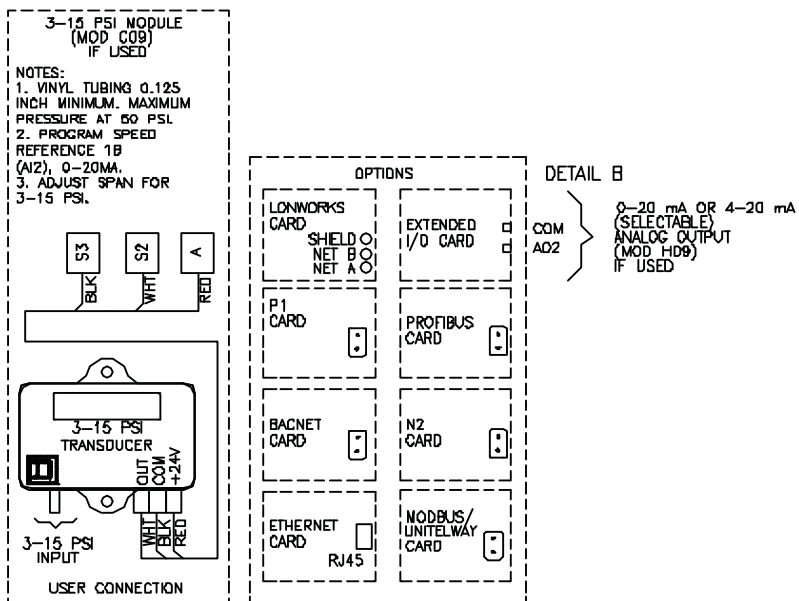 3-15 PSI MODULE
(MOD C09)
IF USED
NOTES:
1. VINYL TUBING 0.125
INCH MINIMUM. MAXIMUM
PRESSURE AT 60 PSI.
2. PROGRAM SPEED
REFERENCE 1B
(AI2), 0-20MA.
3. ADJUST SPAN FOR
3-15 PSI.
S3
S2
A
BLK
WHT
RED
3-15 PSI
TRANSDUCER
OUT
COM
+24V
WHT
BLK
RED
3-15 PSI
INPUT
USER CONNECTION
OPTIONS
LONWORKS
CARD
SHIELD
NET B
NET A
EXTENDED
I/O CARD
COM
AO2
P1
CARD
PROFIBUS
CARD
BACNET
CARD
N2
CARD
ETHERNET
CARD
RJ45
MODBUS/
UNITELWAY
CARD
DETAIL B
0-20 mA OR 4-20 mA
(SELECTABLE)
ANALOG OUTPUT
(MOD HD9)
IF USED